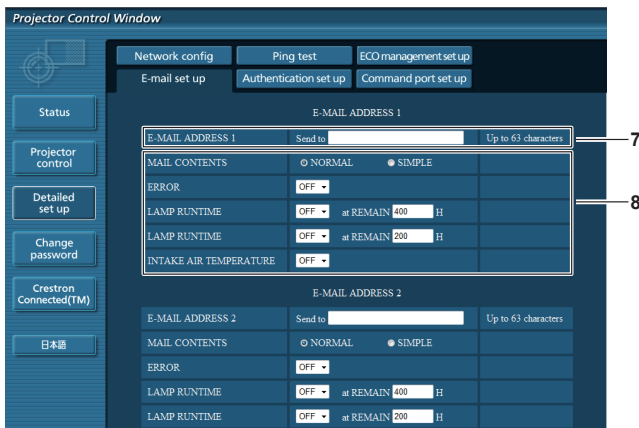 Projector Control Window
Network config Ping test ECO management set up
E-mail set up Authentication set up Command port set up
Status
Projector control
Detailed set up
Change password
Crestron Connected(TM)
日本語
E-MAIL ADDRESS 1
E-MAIL ADDRESS 1 Send to Up to 63 characters 7
MAIL CONTENTS NORMAL SIMPLE
ERROR OFF
8
LAMP RUNTIME OFF at REMAIN 400 H
LAMP RUNTIME OFF at REMAIN 200 H
INTAKE AIR TEMPERATURE OFF
E-MAIL ADDRESS 2
E-MAIL ADDRESS 2 Send to Up to 63 characters
MAIL CONTENTS NORMAL SIMPLE
ERROR OFF
LAMP RUNTIME OFF at REMAIN 400 H
LAMP RUNTIME OFF at REMAIN 200 H